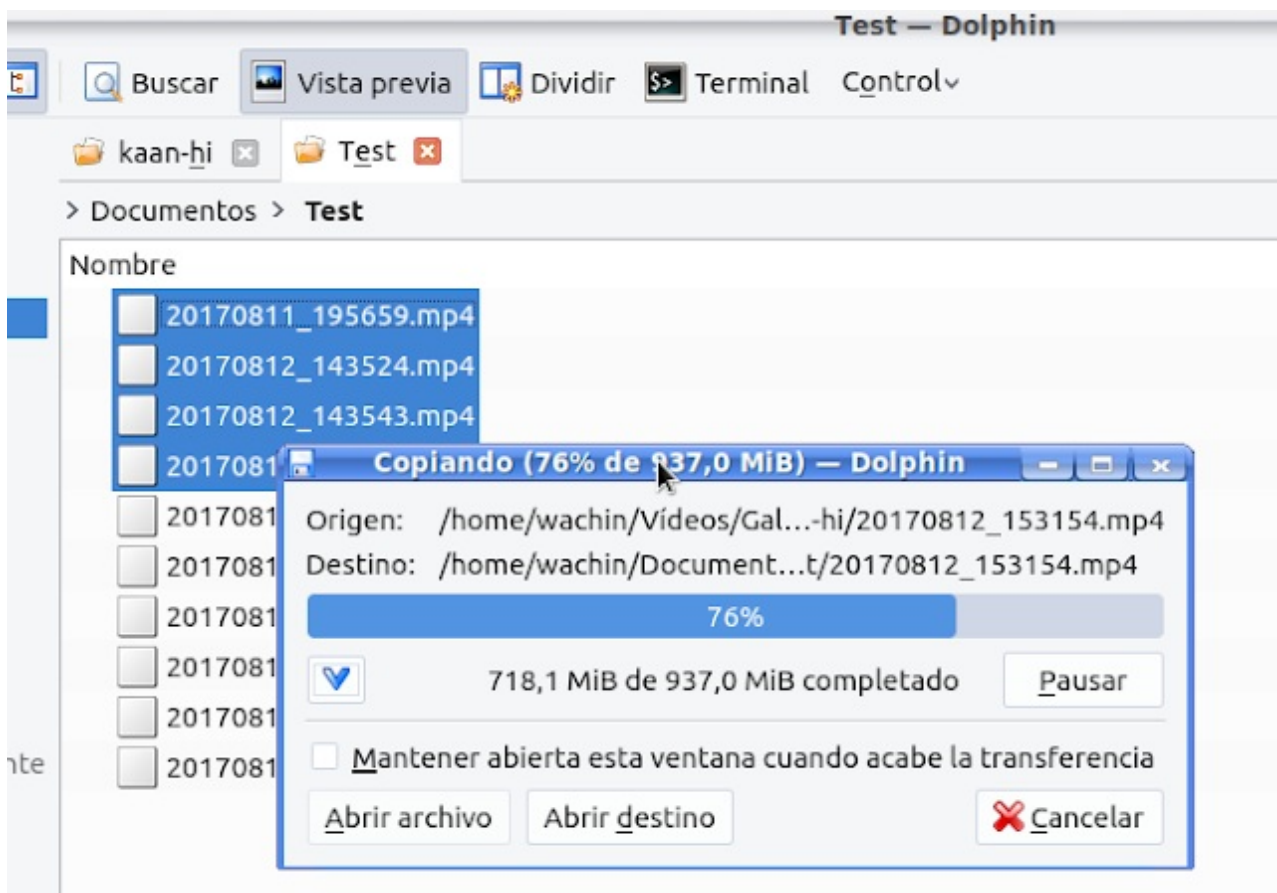 Test — Dolphin
Buscar Vista previa Dividir Terminal Control
kaan-hi Test
> Documentos > Test
Nombre
20170811_195659.mp4
20170812_143524.mp4
20170812_143543.mp4
2017081
Copiando (76% de 937,0 MiB) — Dolphin
2017081
Origen: /home/wachin/Vídeos/Gal...-hi/20170812_153154.mp4
2017081
Destino: /home/wachin/Document...t/20170812_153154.mp4
2017081
76%
2017081
718,1 MiB de 937,0 MiB completado
Pausar
2017081
nte
2017081
Mantener abierta esta ventana cuando acabe la transferencia
Abrir archivo Abrir destino Cancelar